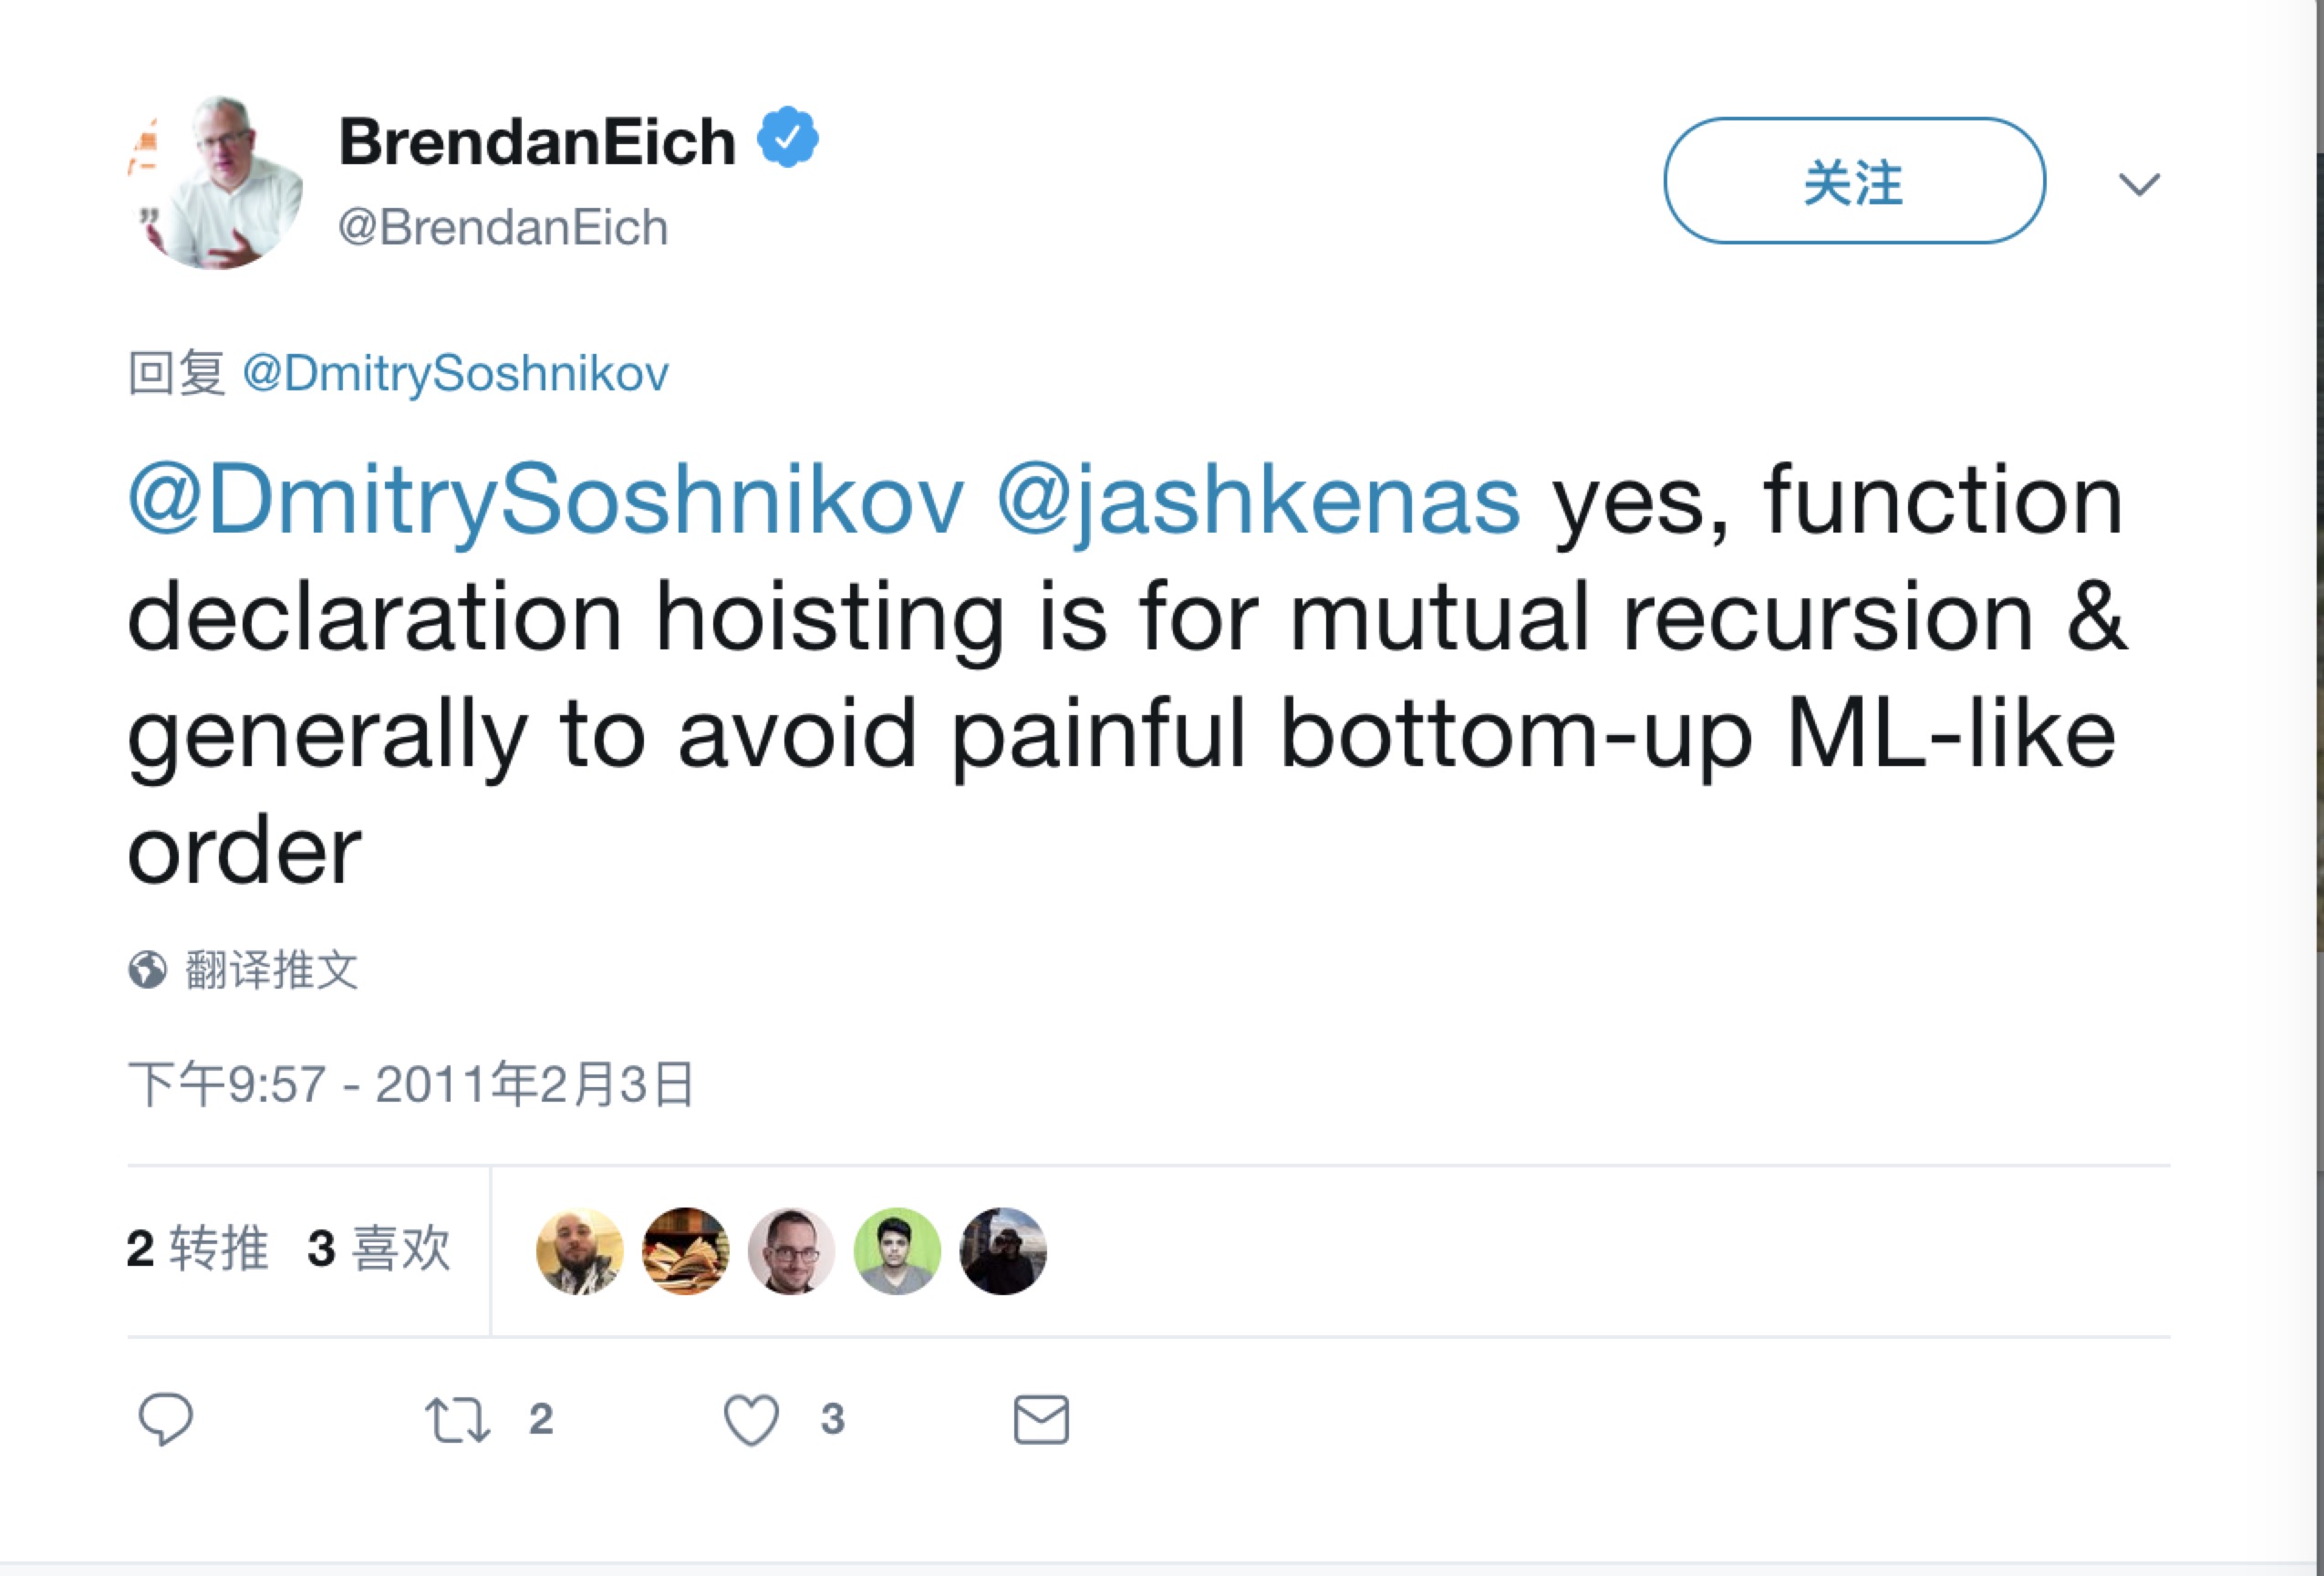 BrendanEich
@BrendanEich
关注
回复 @DmitrySoshnikov
@DmitrySoshnikov @jashkenas yes, function
declaration hoisting is for mutual recursion &
generally to avoid painful bottom-up ML-like
order
翻译推文
下午9:57 - 2011年2月3日
2 转推 3 喜欢
2 3